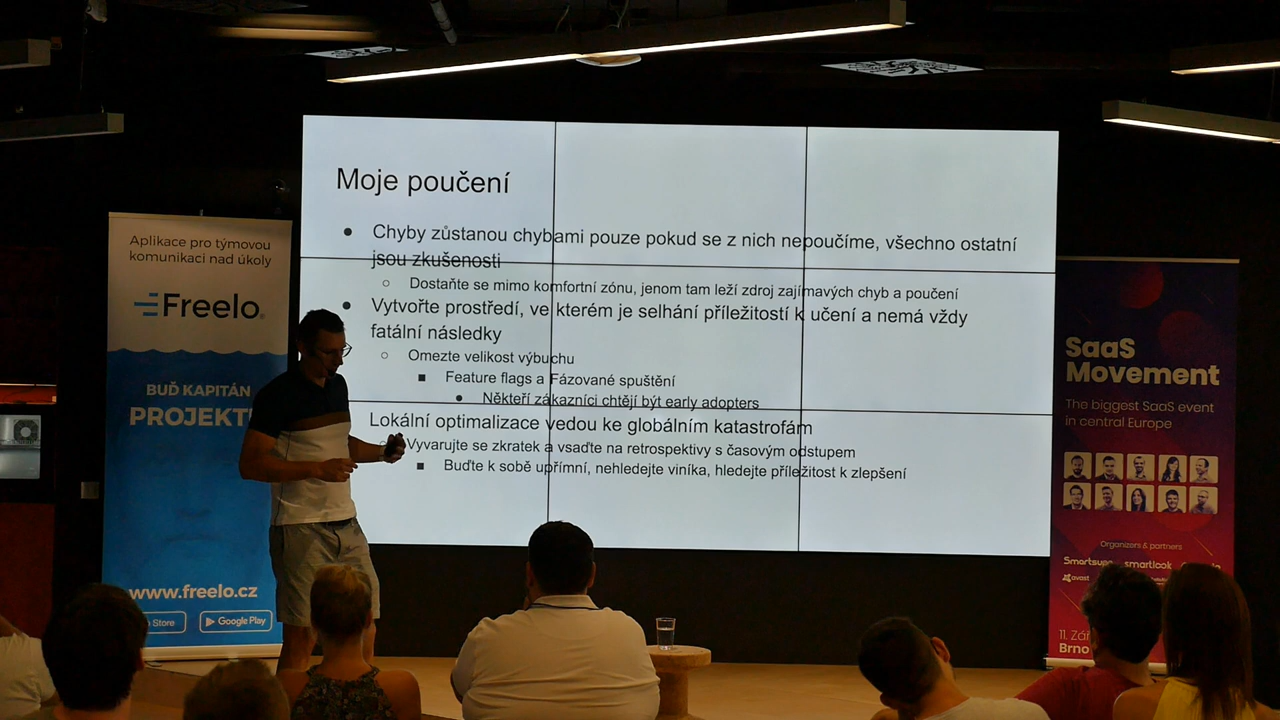 Moje poučení
Chyby zůstanou chybami pouze pokud se z nich nepoučíme, všechno ostatní
jsou zkušenosti
Dostaňte se mimo komfortní zónu, jenom tam leží zdroj zajímavých chyb a poučení
Vytvořte prostředí, ve kterém je selhání příležitostí k učení a nemá vždy
fatální následky
Omezte velikost výbuchu
Feature flags a Fázované spuštění
Někteří zákazníci chtějí být early adopters
Lokální optimalizace vedou ke globálním katastrofám
Vyvarujte se zkratek a vsaďte na retrospektivy s časovým odstupem
Buďte k sobě upřímní, nehledejte viníka, hledejte příležitost k zlepšení
Aplikace pro týmovou
komunikaci nad úkoly
Freelo
BUĎ KAPITÁN
www.freelo.cz
Store
Google Play
SaaS
Movement
The biggest SaaS event
in central Europe
Organizers & partners
smartlook
avast
11. Zář
Brno